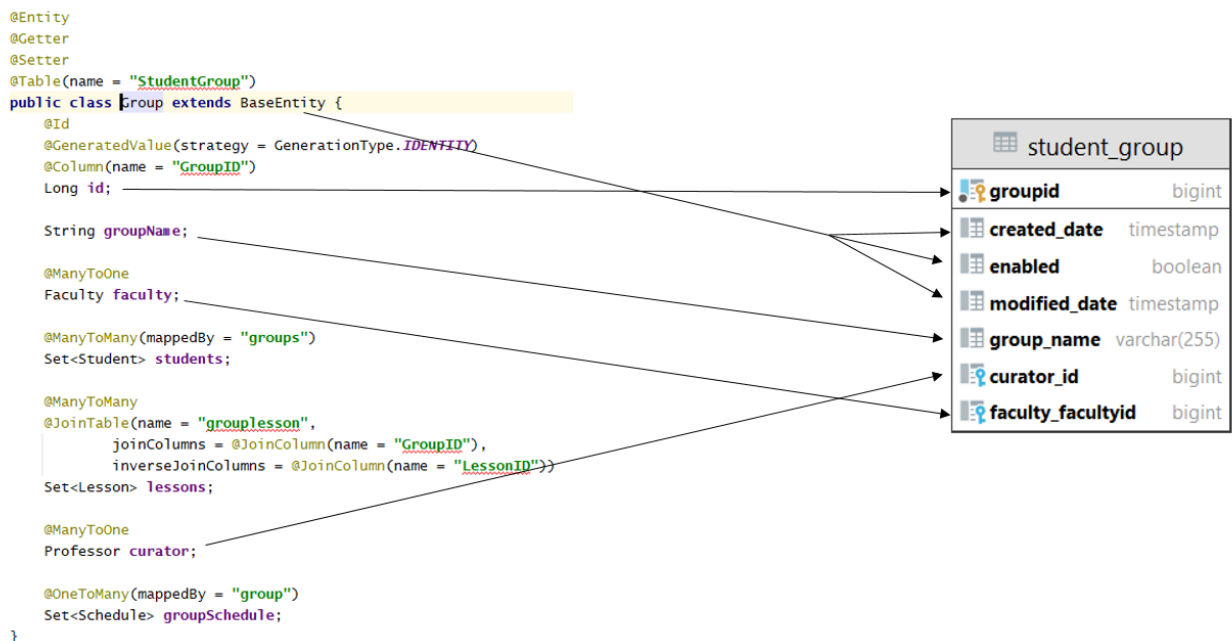 @Entity
@Getter
@Setter
@Table(name = "StudentGroup")
public class Group extends BaseEntity {
@Id
@GeneratedValue(strategy = GenerationType.IDENTITY)
@Column(name = "GroupID")
Long id;
String groupName;
@ManyToOne
Faculty faculty;
@ManyToMany(mappedBy = "groups")
Set<Student> students;
@ManyToMany
@JoinTable(name = "grouplesson",
joinColumns = @JoinColumn(name = "GroupID"),
inverseJoinColumns = @JoinColumn(name = "LessonID"))
Set<Lesson> lessons;
@ManyToOne
Professor curator;
@OneToMany(mappedBy = "group")
Set<Schedule> groupSchedule;
}
student_group
groupid bigint
created_date timestamp
enabled boolean
modified_date timestamp
group_name varchar(255)
curator_id bigint
faculty_facultyid bigint